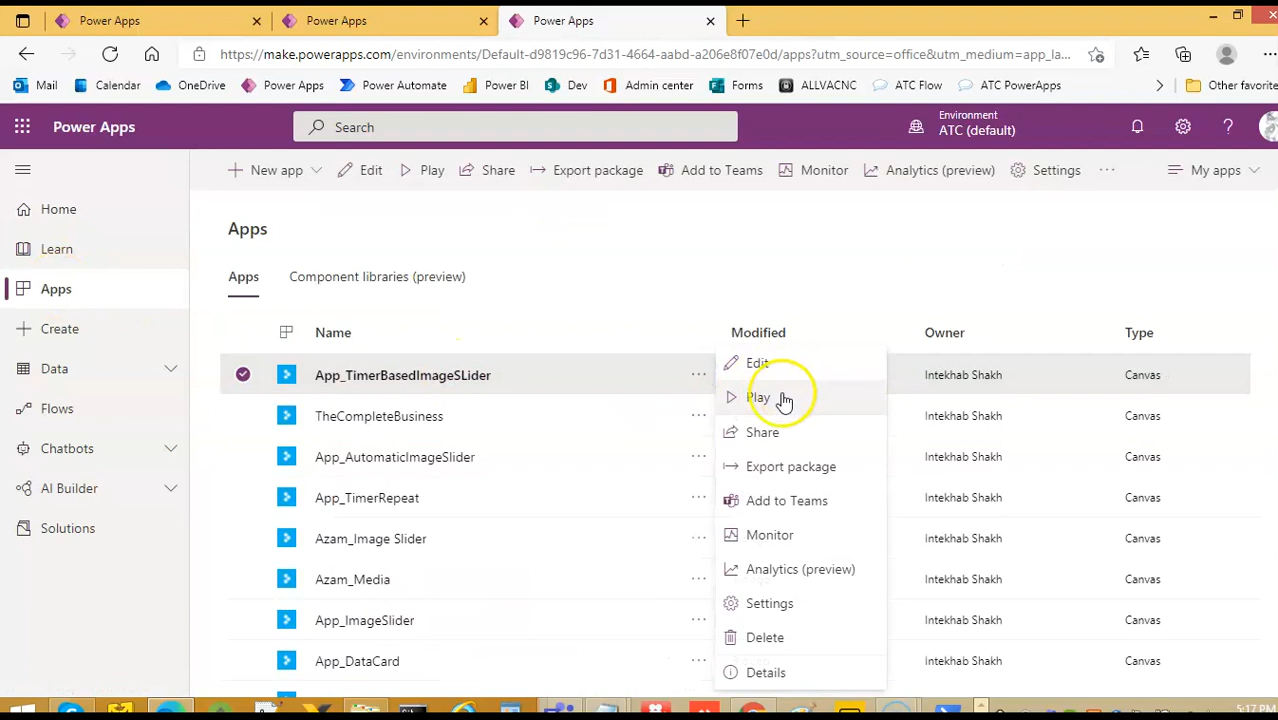 Power Apps
Power Apps
Power Apps
https://make.powerapps.com/environments/Default-d9819c96-7d31-4664-aabd-a206e8f07e0d/apps?utm_source=office&utm_medium=app_la...
Mail Calendar OneDrive Power Apps Power Automate Power BI Dev Admin center Forms ALLVACNC ATC Flow ATC PowerApps Other favorite
Power Apps
Search
Environment
ATC (default)
New app Edit Play Share Export package Add to Teams Monitor Analytics (preview) Settings ... My apps
Home
Learn
Apps
Create
Data
Flows
Chatbots
AI Builder
Solutions
Apps
Apps Component libraries (preview)
Name Modified Owner Type
App_TimerBasedImageSLider ... Intekhab Shakh Canvas
TheCompleteBusiness ... Intekhab Shakh Canvas
App_AutomaticImageSlider ... Intekhab Shakh Canvas
App_TimerRepeat ... Intekhab Shakh Canvas
Azam_Image Slider ... Intekhab Shakh Canvas
Azam_Media ... Intekhab Shakh Canvas
App_ImageSlider ... Intekhab Shakh Canvas
App_DataCard ... Intekhab Shakh Canvas
Edit
Play
Share
Export package
Add to Teams
Monitor
Analytics (preview)
Settings
Delete
Details
5:17 PM